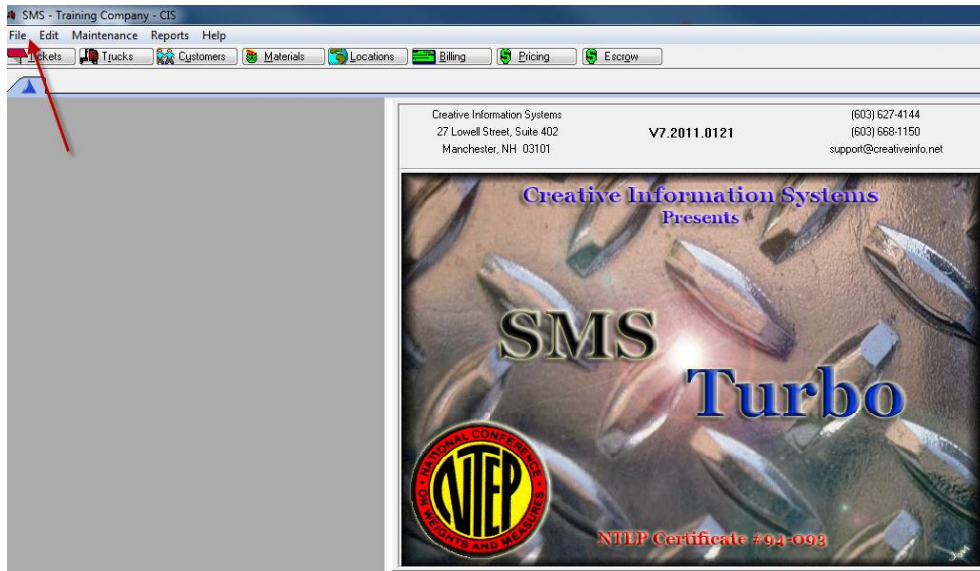 SMS - Training Company - CIS
File Edit Maintenance Reports Help
Tickets Trucks Customers Materials Locations Billing Pricing Escrow
Creative Information Systems
27 Lowell Street, Suite 402
Manchester, NH 03101
V7.2011.0121
(603) 627-4144
(603) 668-1150
support@creativeinfo.net
Creative Information Systems
Presents
SMS
Turbo
NATIONAL CONFERENCE
NTEP
ON WEIGHTS AND MEASURES
NTEP Certificate #94-093